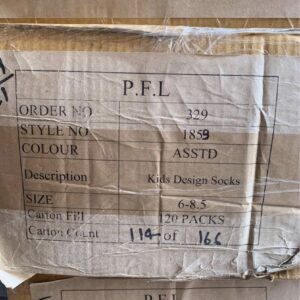 P.F.L
ORDER NO 329
STYLE NO 1859
COLOUR ASSTD
Description Kids Design Socks
SIZE 6-8.5
Carton Fill 120 PACKS
Carton Count 114 of 166
P.F.L